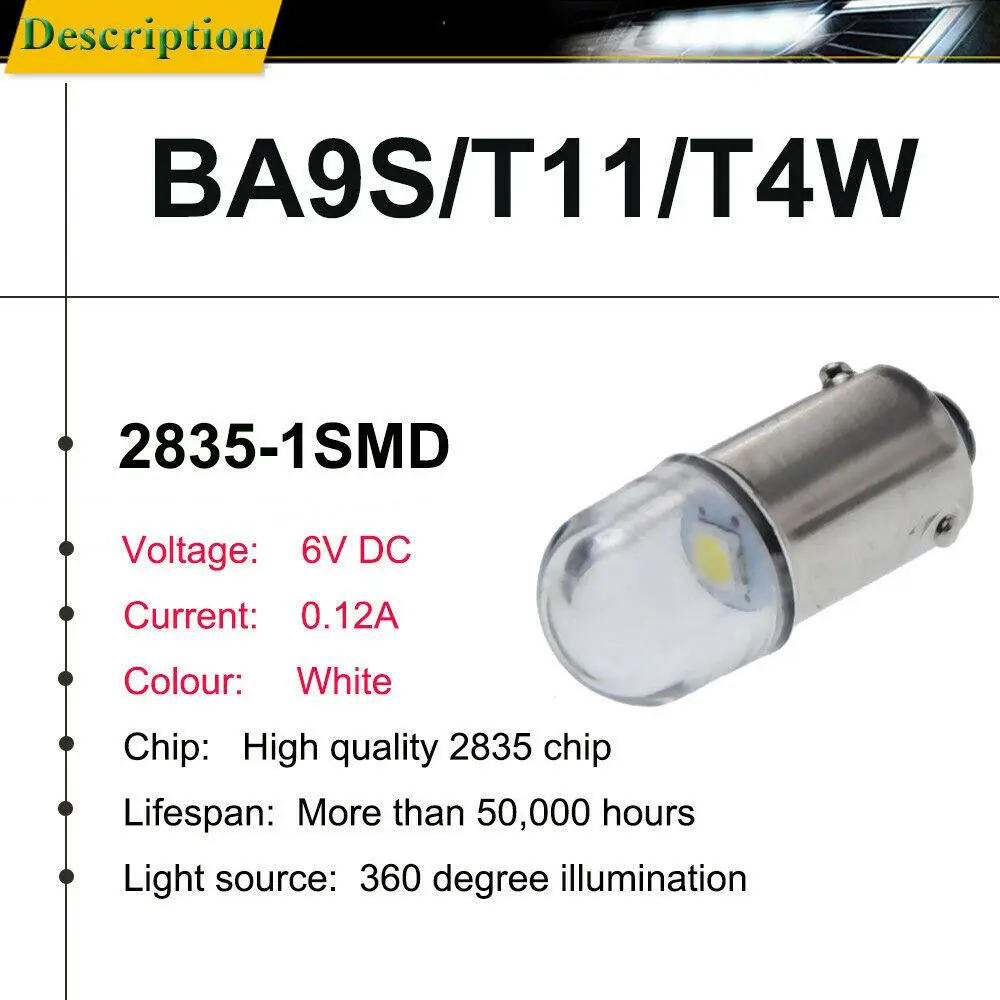 Description
BA9S/T11/T4W
2835-1SMD
Voltage: 6V DC
Current: 0.12A
Colour: White
Chip: High quality 2835 chip
Lifespan: More than 50,000 hours
Light source: 360 degree illumination